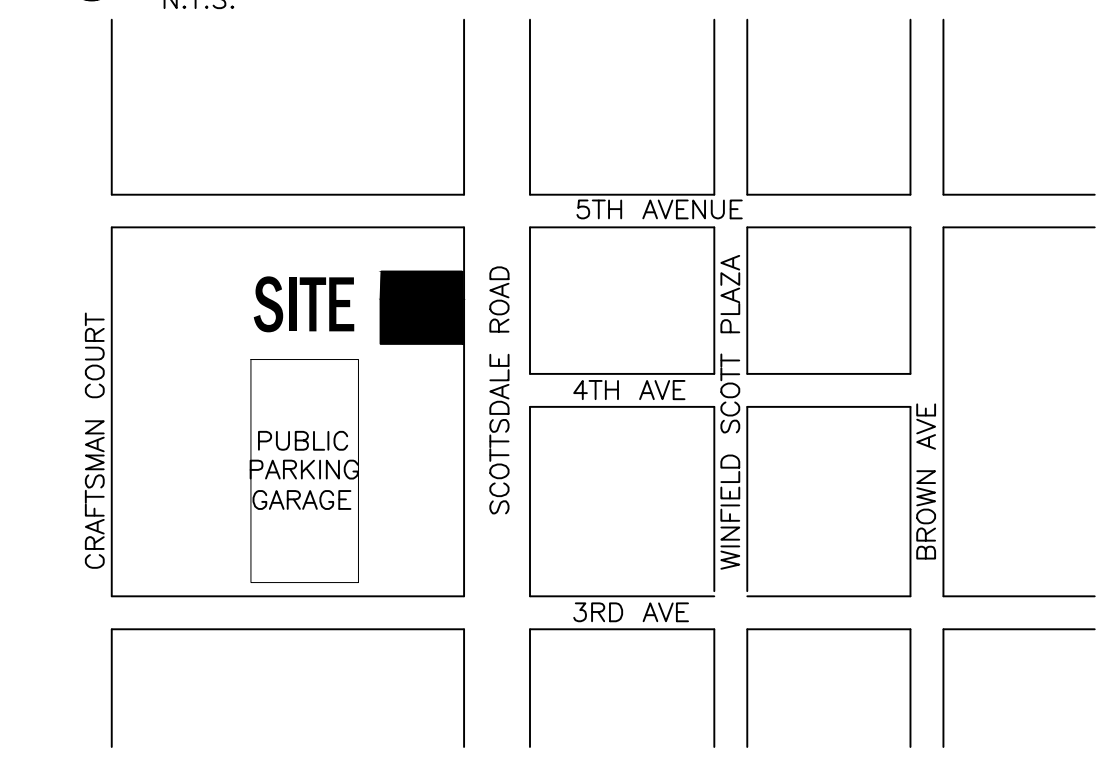 N.T.S.
5TH AVENUE
SITE
SCOTTSDALE ROAD
WINFIELD SCOTT PLAZA
CRAFTSMAN COURT
4TH AVE
BROWN AVE
PUBLIC
PARKING
GARAGE
3RD AVE